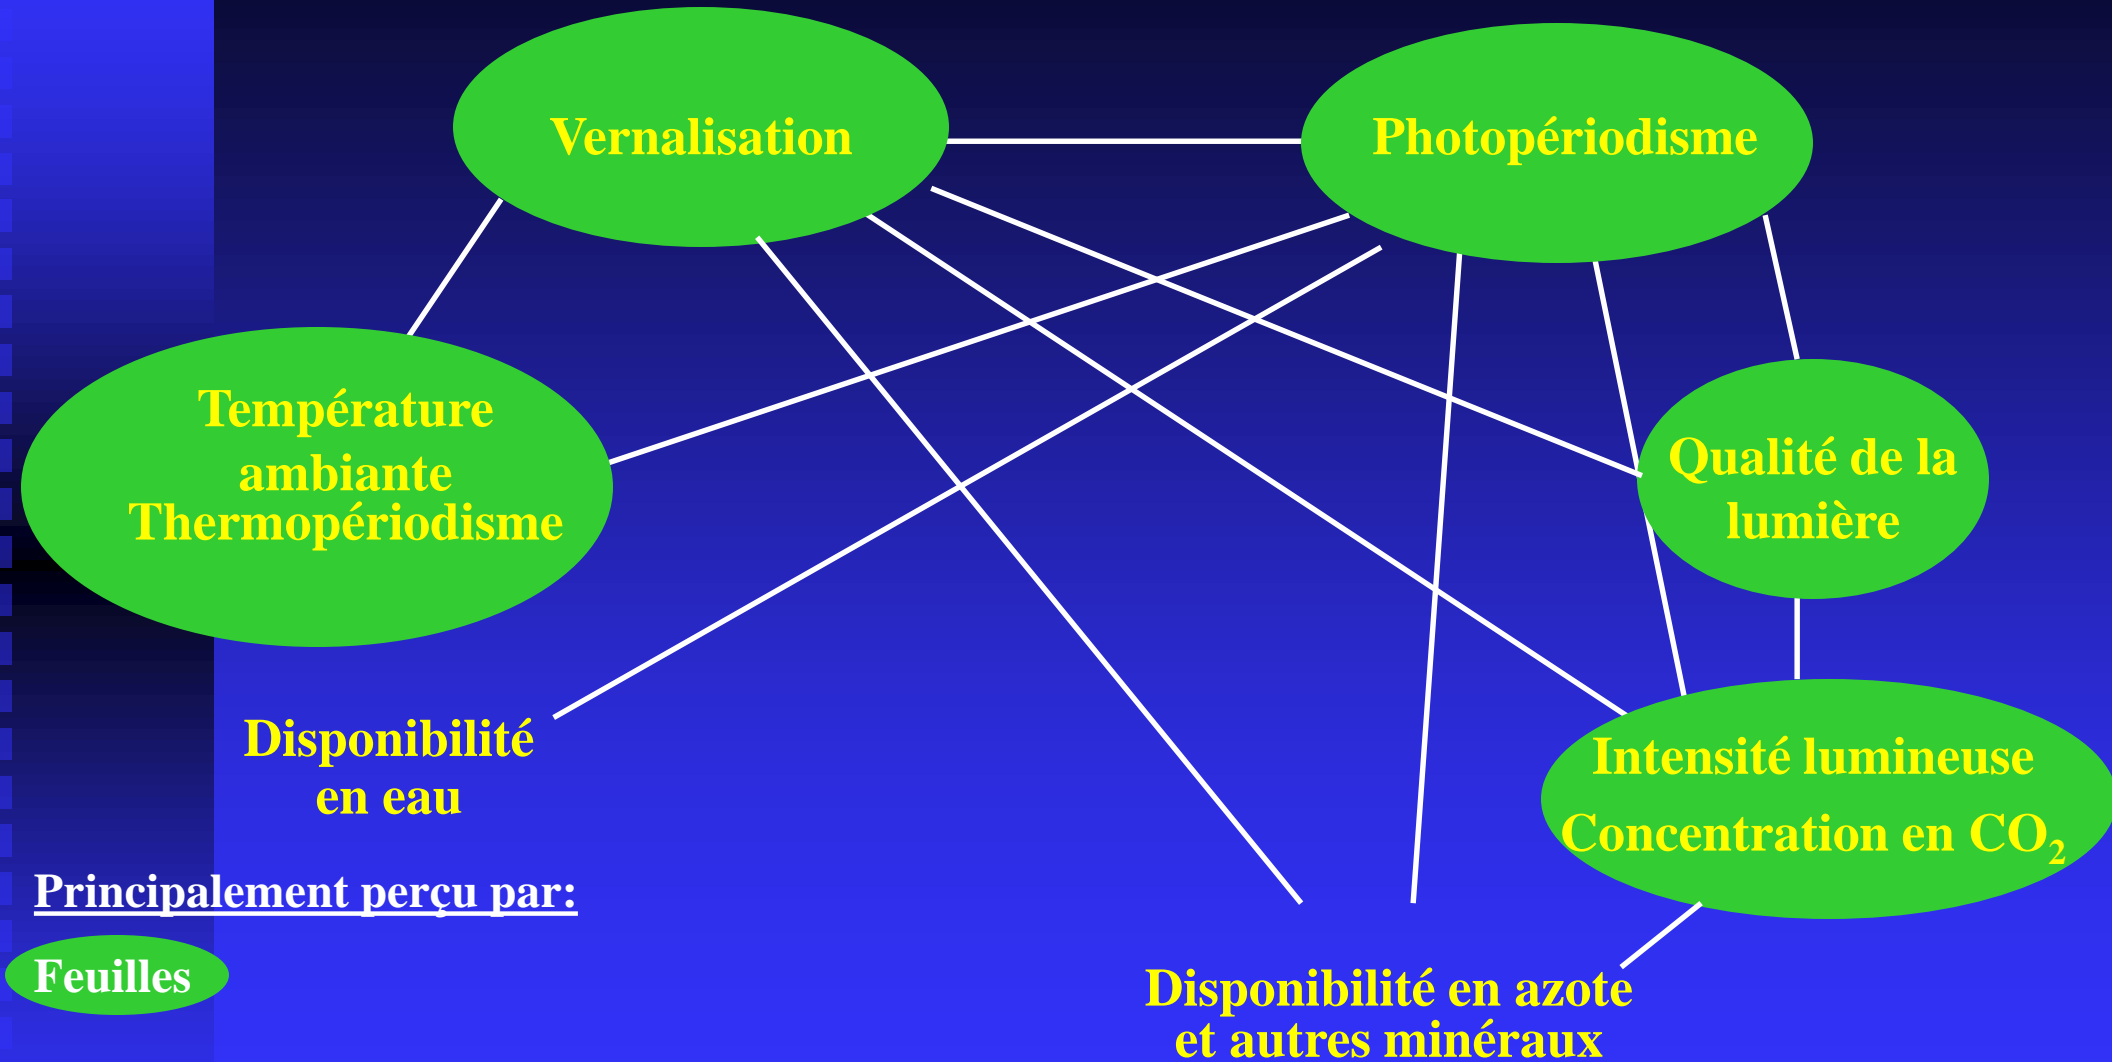 Vernalisation
Photopériodisme
Température
ambiante
Thermopériodisme
Qualité de la
lumière
Disponibilité
en eau
Intensité lumineuse
Concentration en CO₂
Principalement perçu par:
Feuilles
Disponibilité en azote
et autres minéraux